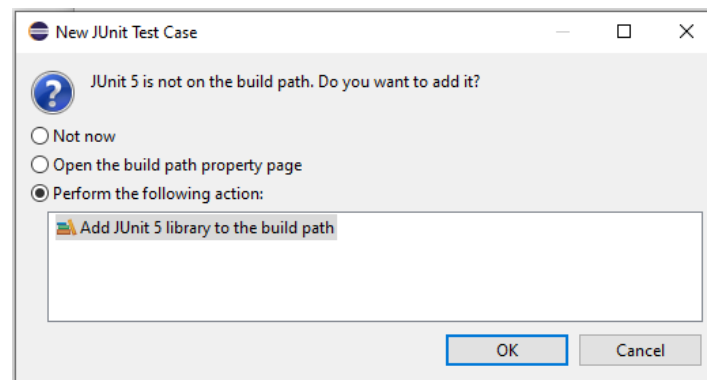 New JUnit Test Case
JUnit 5 is not on the build path. Do you want to add it?
Not now
Open the build path property page
Perform the following action:
Add JUnit 5 library to the build path
OK
Cancel